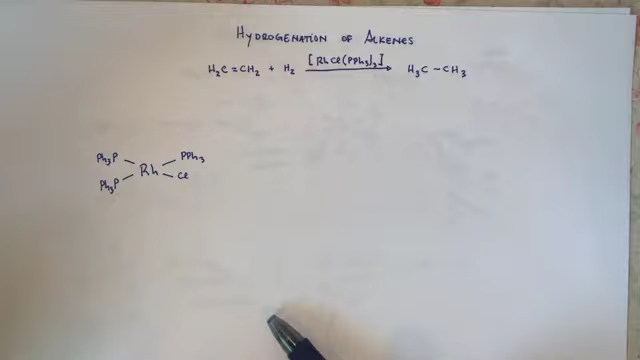 HYDROGENATION OF ALKENES
H₂C=CH₂ + H₂ [RhCl(PPh₃)₃] H₃C-CH₃
Ph₃P PPh₃
Rh
Ph₃P Cl